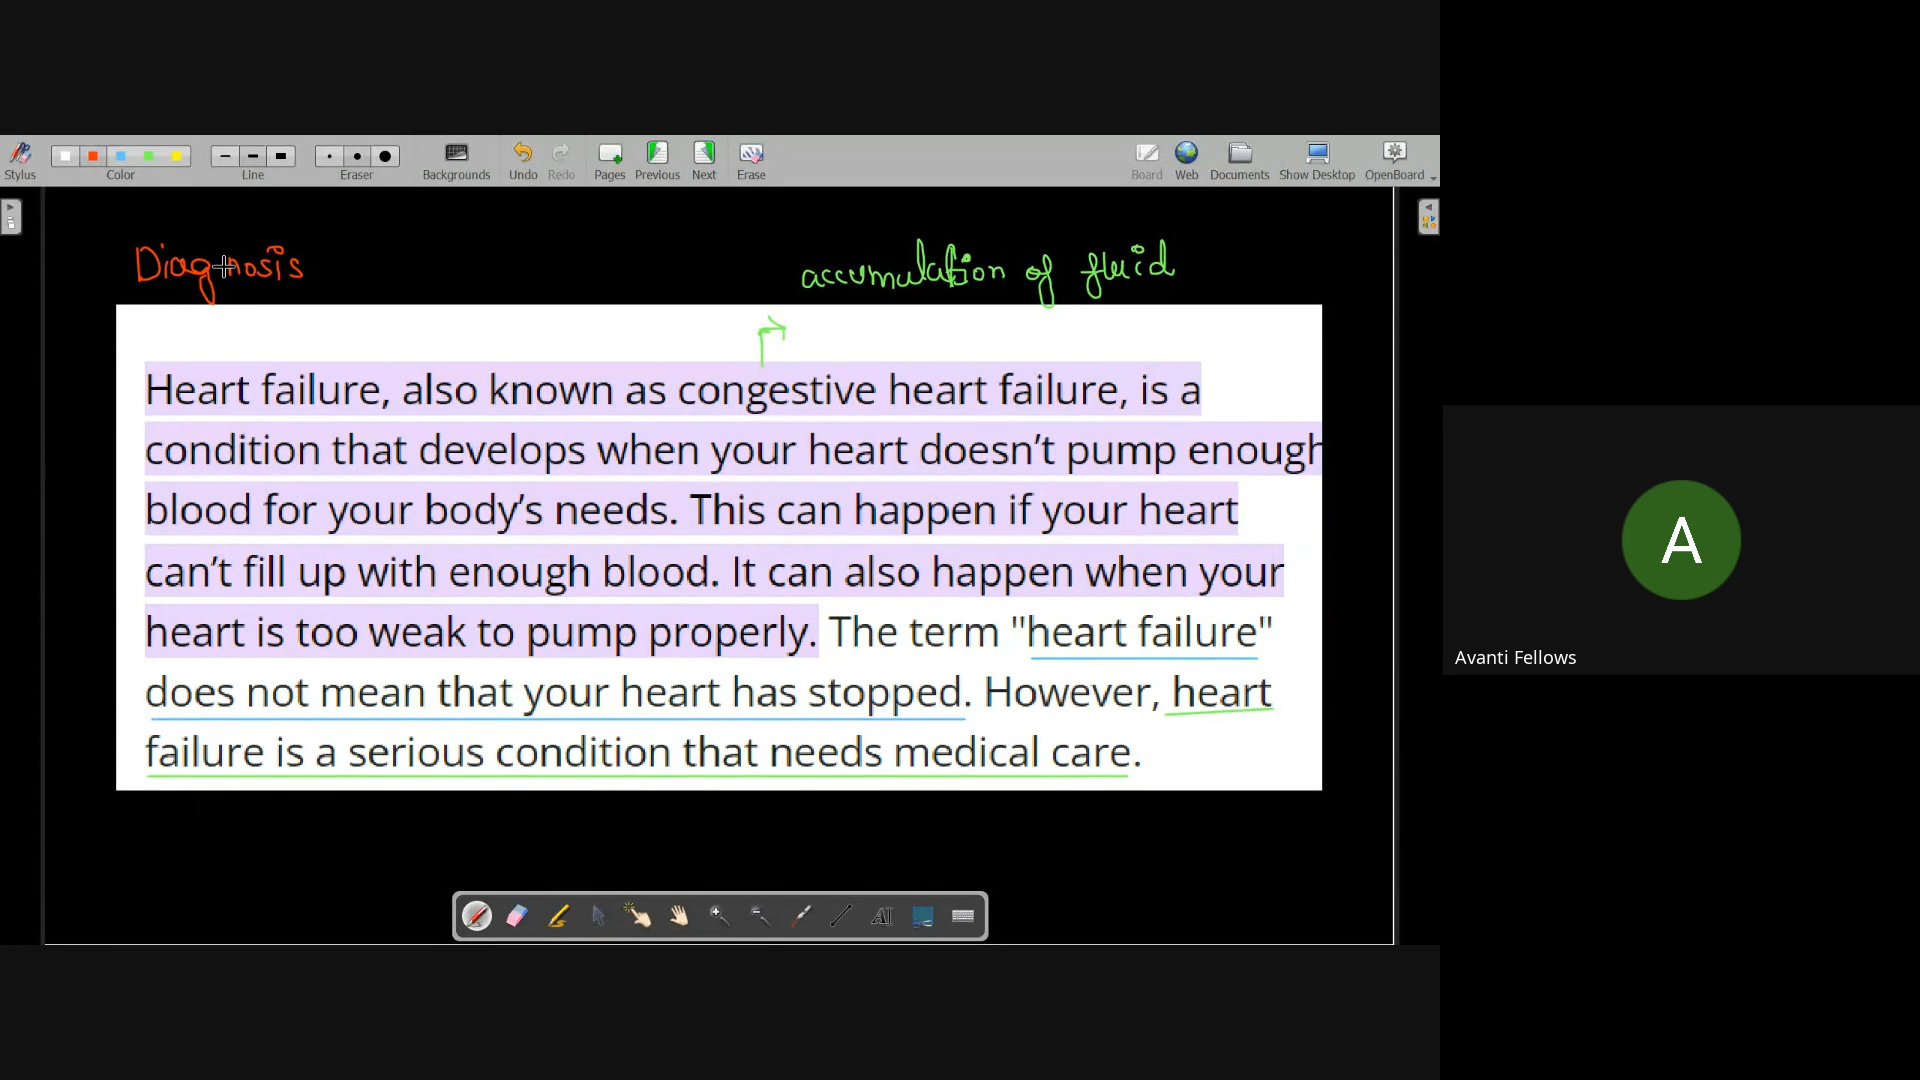 Stylus Color Line Eraser Backgrounds Undo Redo Pages Previous Next Erase Board Web Documents Show Desktop OpenBoard
Diagnosis
accumulation of fluid
Heart failure, also known as congestive heart failure, is a
condition that develops when your heart doesn’t pump enough
blood for your body’s needs. This can happen if your heart
can’t fill up with enough blood. It can also happen when your
heart is too weak to pump properly. The term "heart failure"
does not mean that your heart has stopped. However, heart
failure is a serious condition that needs medical care.
AI
A
Avanti Fellows